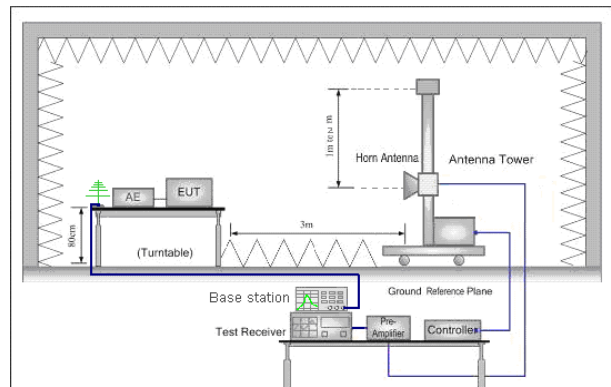 1m to 2 m
Horn Antenna
Antenna Tower
AE
EUT
80cm
(Turntable)
3m
Ground Reference Plane
Base station
Test Receiver
Pre-
Amplifier
Controller